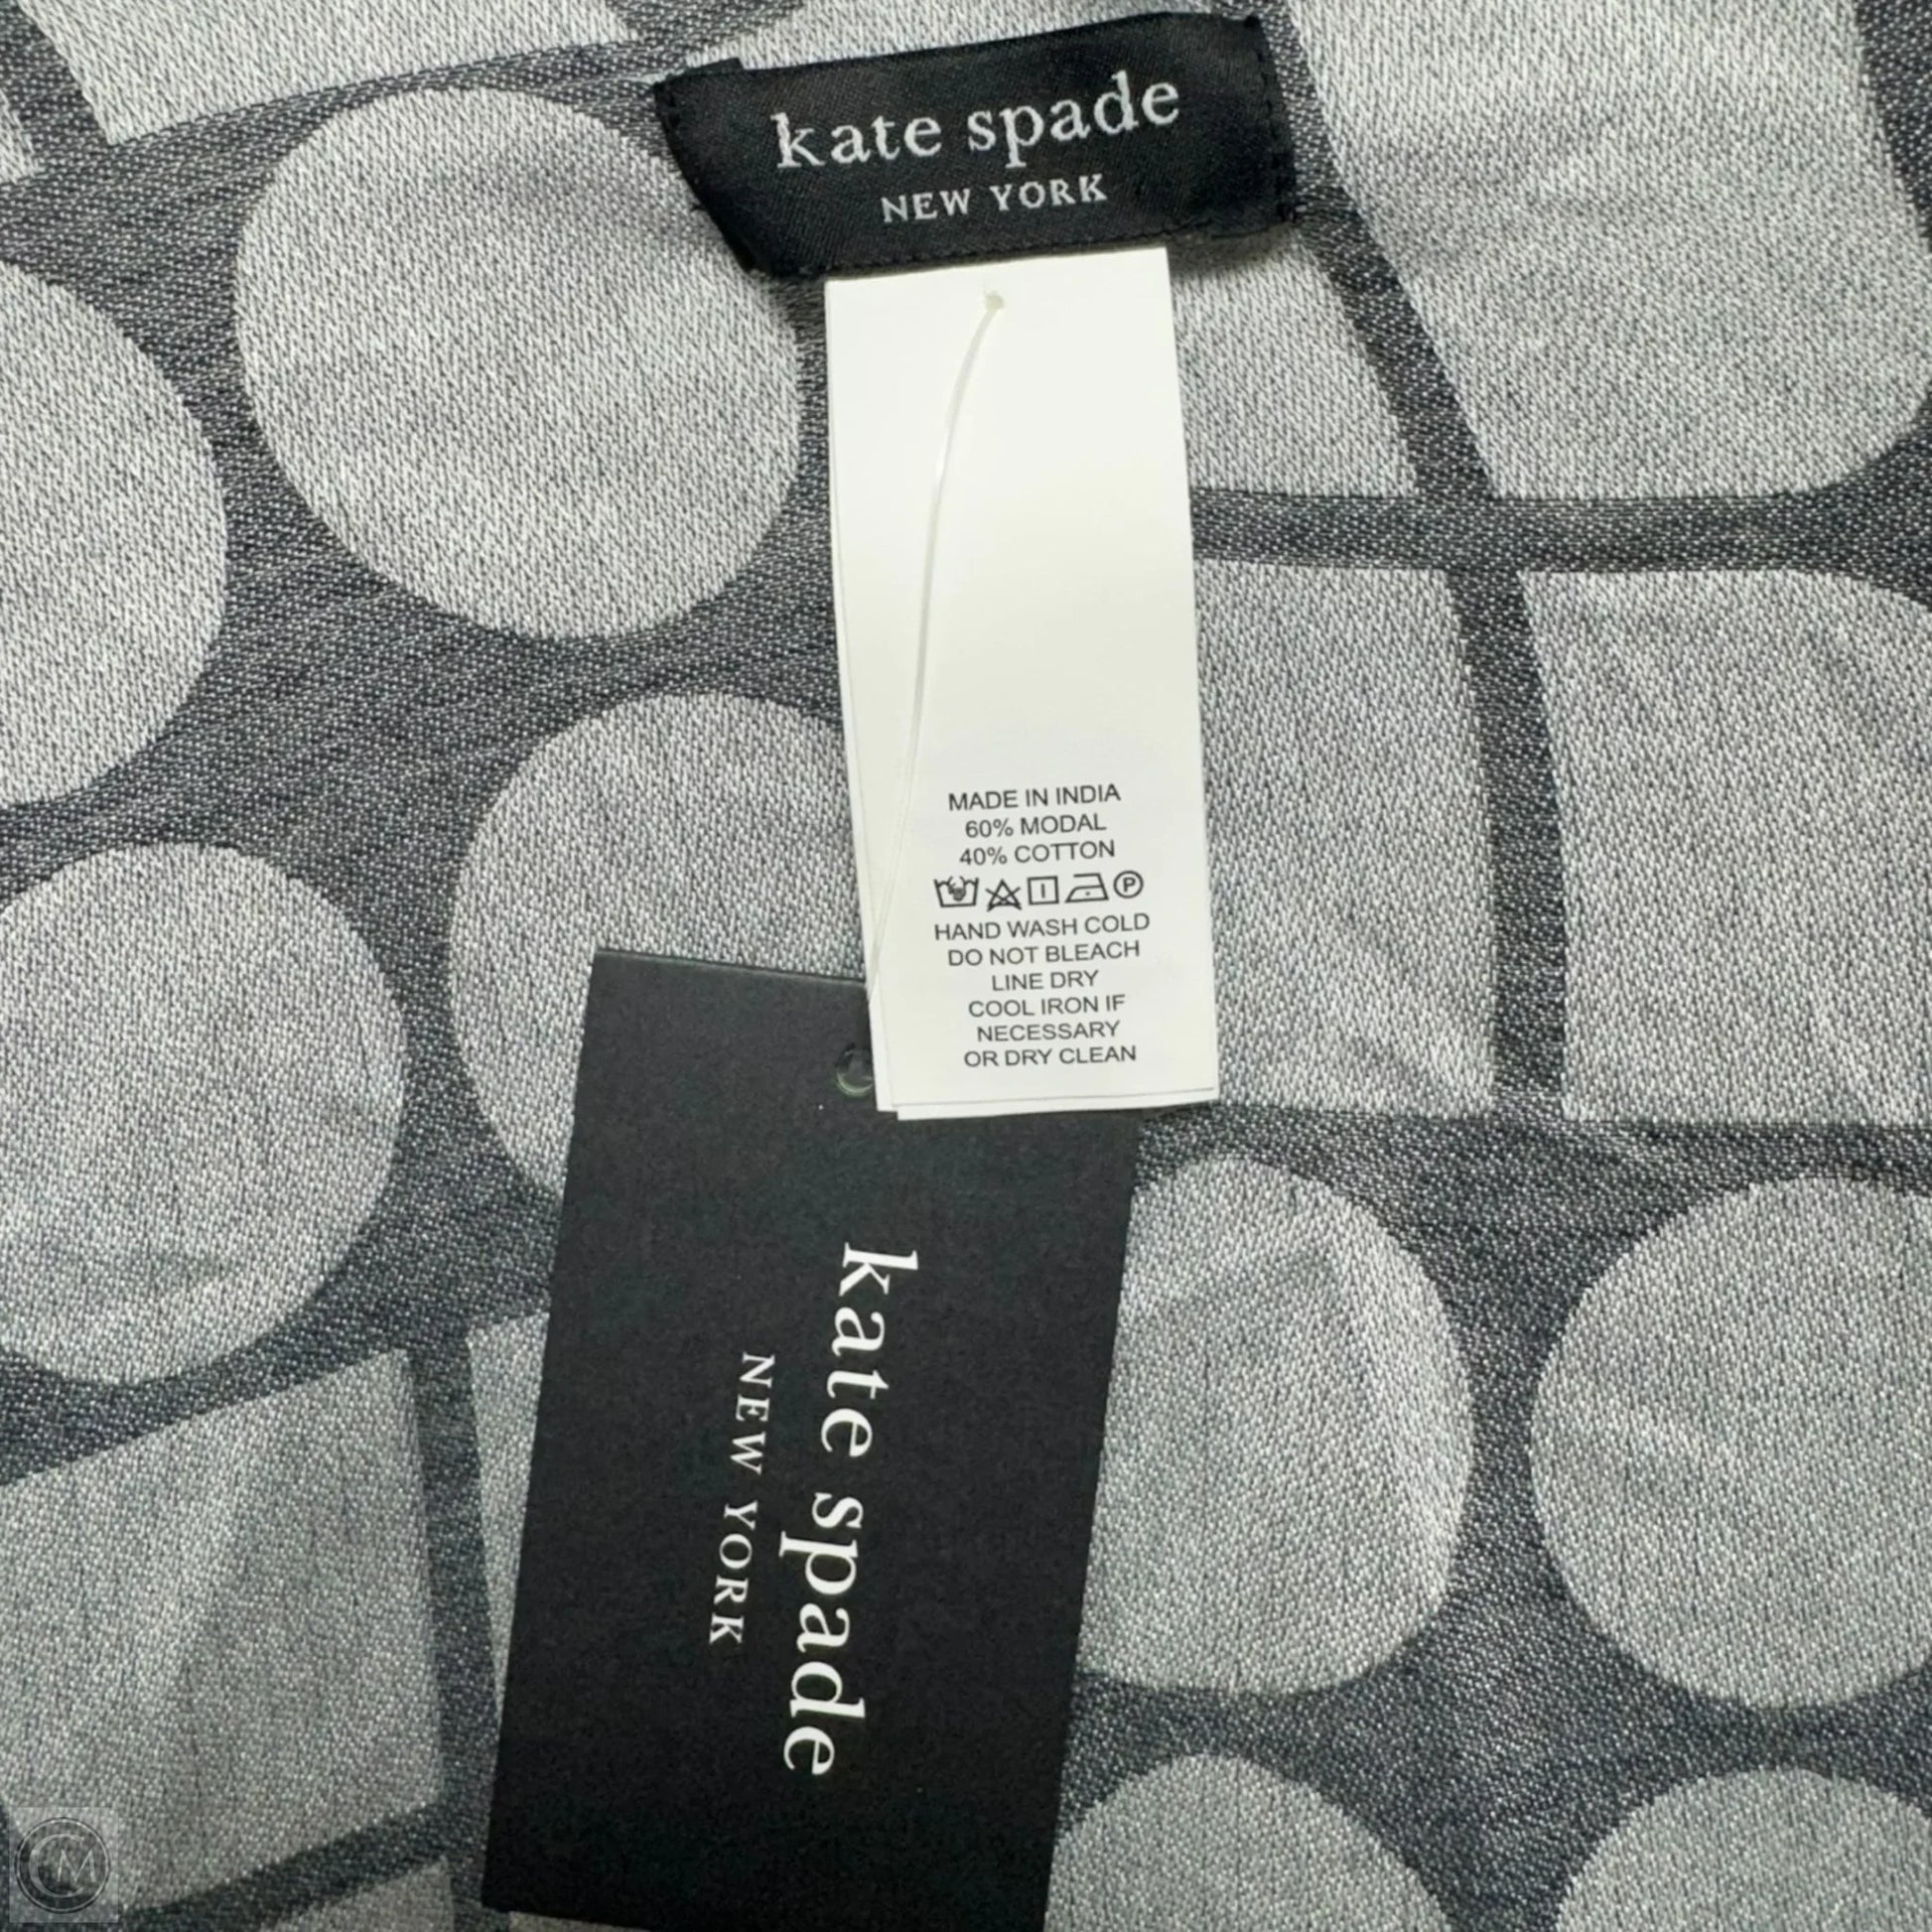 kate spade
NEW YORK
MADE IN INDIA
60% MODAL
40% COTTON
P
HAND WASH COLD
DO NOT BLEACH
LINE DRY
COOL IRON IF
NECESSARY
OR DRY CLEAN
kate spade
NEW YORK
CM